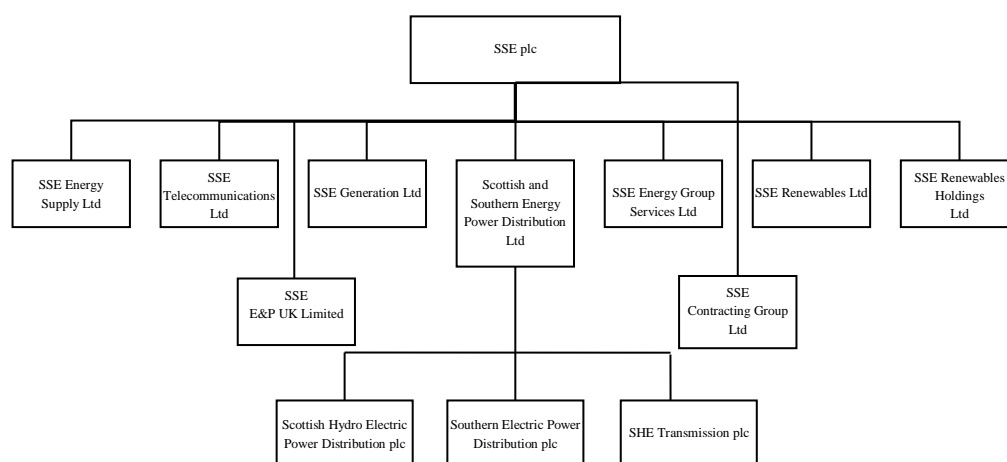 SSE plc
SSE Energy
Supply Ltd
SSE
Telecommunications
Ltd
SSE Generation Ltd
Scottish and
Southern Energy
Power Distribution
Ltd
SSE Energy Group
Services Ltd
SSE Renewables Ltd
SSE Renewables
Holdings
Ltd
SSE
E&P UK Limited
SSE
Contracting Group
Ltd
Scottish Hydro Electric
Power Distribution plc
Southern Electric Power
Distribution plc
SHE Transmission plc